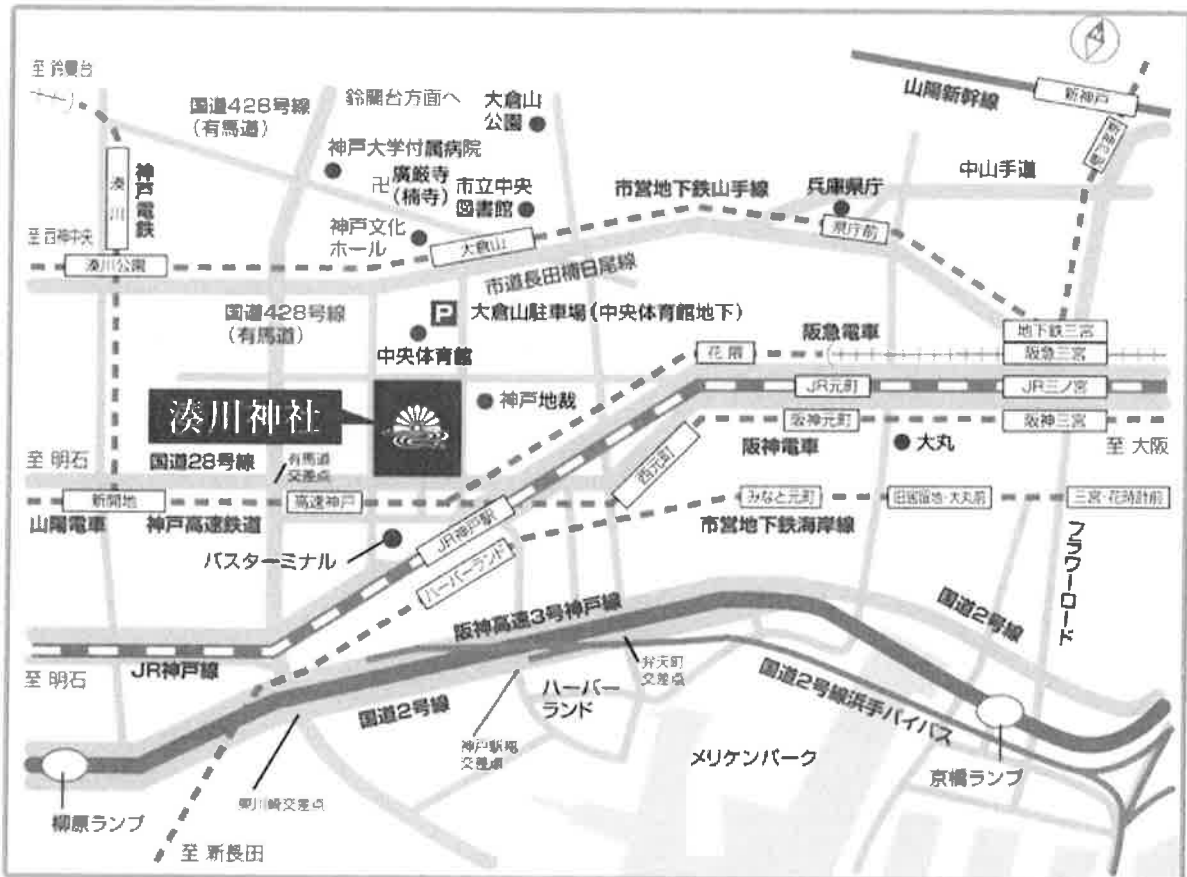 至 鈴蘭台
国道428号線
(有馬道)
鈴蘭台方面へ
大倉山
公園
山陽新幹線
新神戸
神戸大学付属病院
卍
廣厳寺
(楠寺)
市立中央
図書館
神戸文化
ホール
湊川
神戸電鉄
至 西神中央
湊川公園
大倉山
市営地下鉄山手線
兵庫県庁
県庁前
中山手道
市道長田楠日尾線
国道428号線
(有馬道)
P
大倉山駐車場(中央体育館地下)
中央体育館
阪急電車
地下鉄三宮
花隈
阪急三宮
JR元町
JR三ノ宮
湊川神社
神戸地裁
阪神電車
阪神元町
大丸
阪神三宮
至 大阪
至 明石
国道28号線
有馬道
交差点
西元町
新開地
高速神戸
みなと元町
旧居留地・大丸前
三宮・花時計前
山陽電車
神戸高速鉄道
市営地下鉄海岸線
バスターミナル
JR神戸駅
ハーバーランド
フラワーロード
阪神高速3号神戸線
国道2号線
JR神戸線
至 明石
弁天町
交差点
ハーバー
ランド
国道2号線
国道2号線浜手バイパス
交差点
メリケンパーク
京橋ランプ
東川崎交差点
柳原ランプ
至 新長田